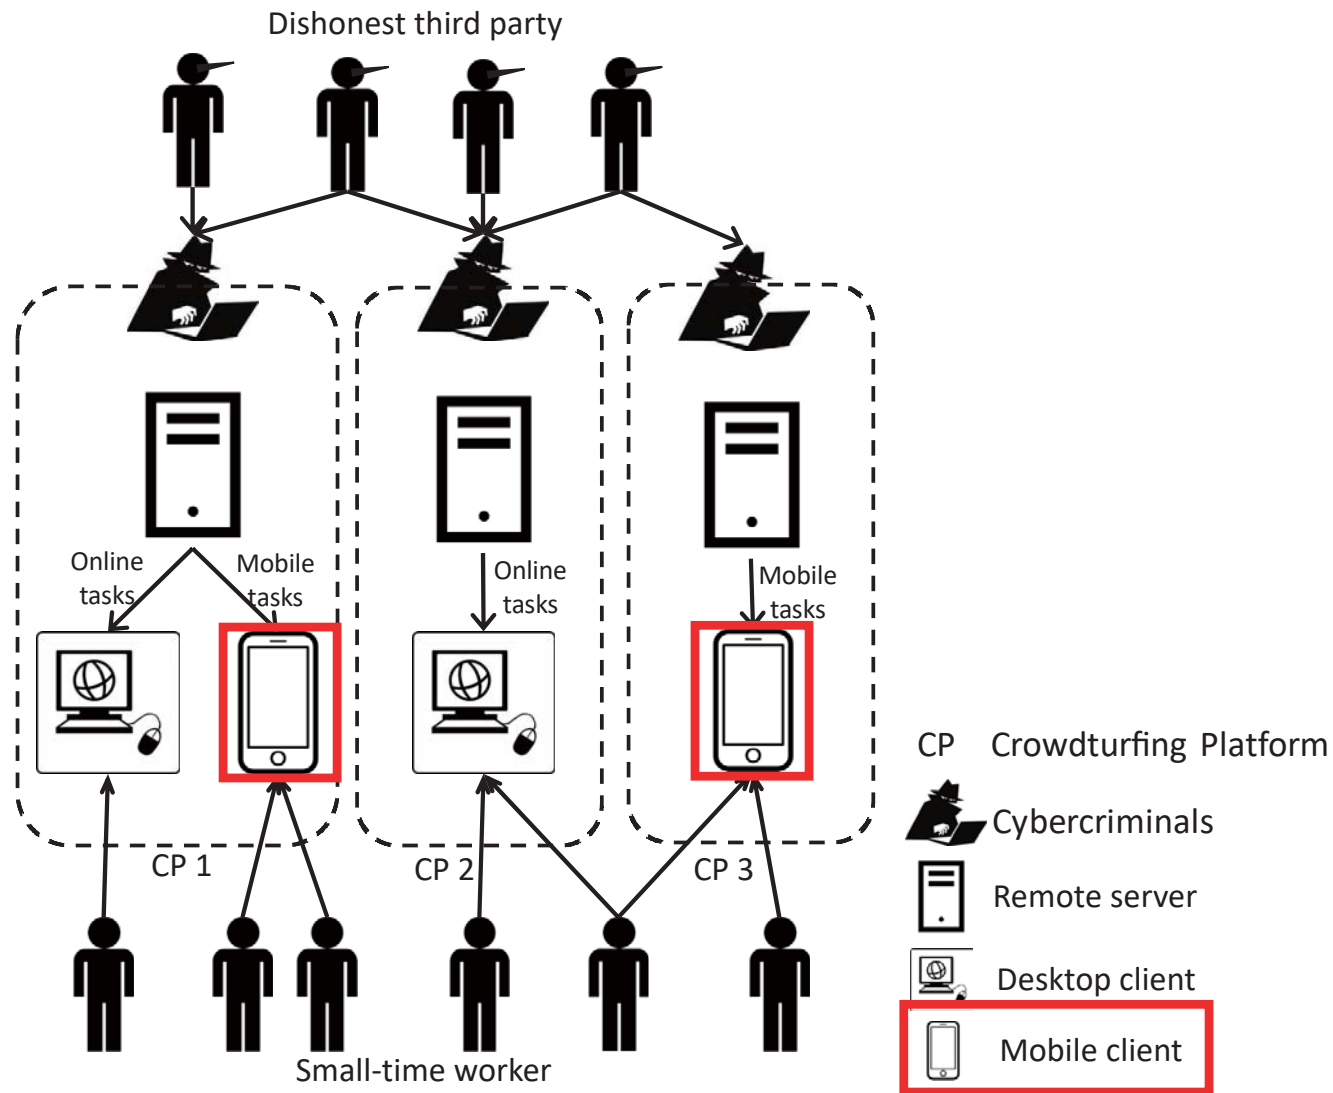 Dishonest third party
Online
tasks
Mobile
tasks
Online
tasks
Mobile
tasks
CP 1
CP 2
CP 3
Small-time worker
CP Crowdturfing Platform
Cybercriminals
Remote server
Desktop client
Mobile client